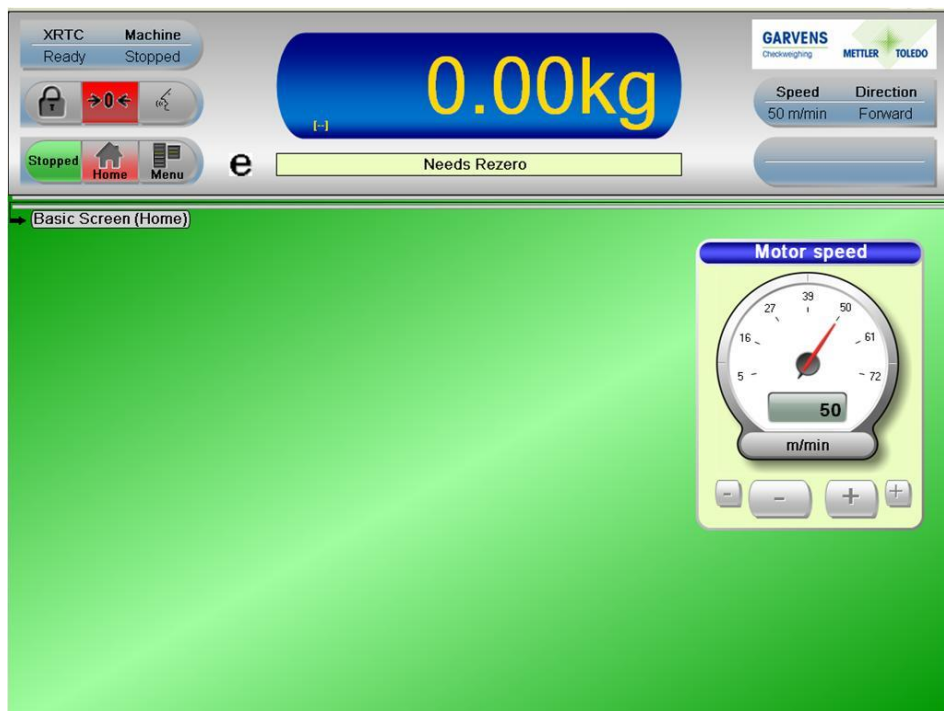 XRTC Machine
Ready Stopped
→0←
Stopped Home Menu
0.00kg
[--]
e
Needs Rezero
GARVENS
Checkweighing METTLER TOLEDO
Speed Direction
50 m/min Forward
Basic Screen (Home)
Motor speed
5 16 27 39 50 61 72
50
m/min
- - + +